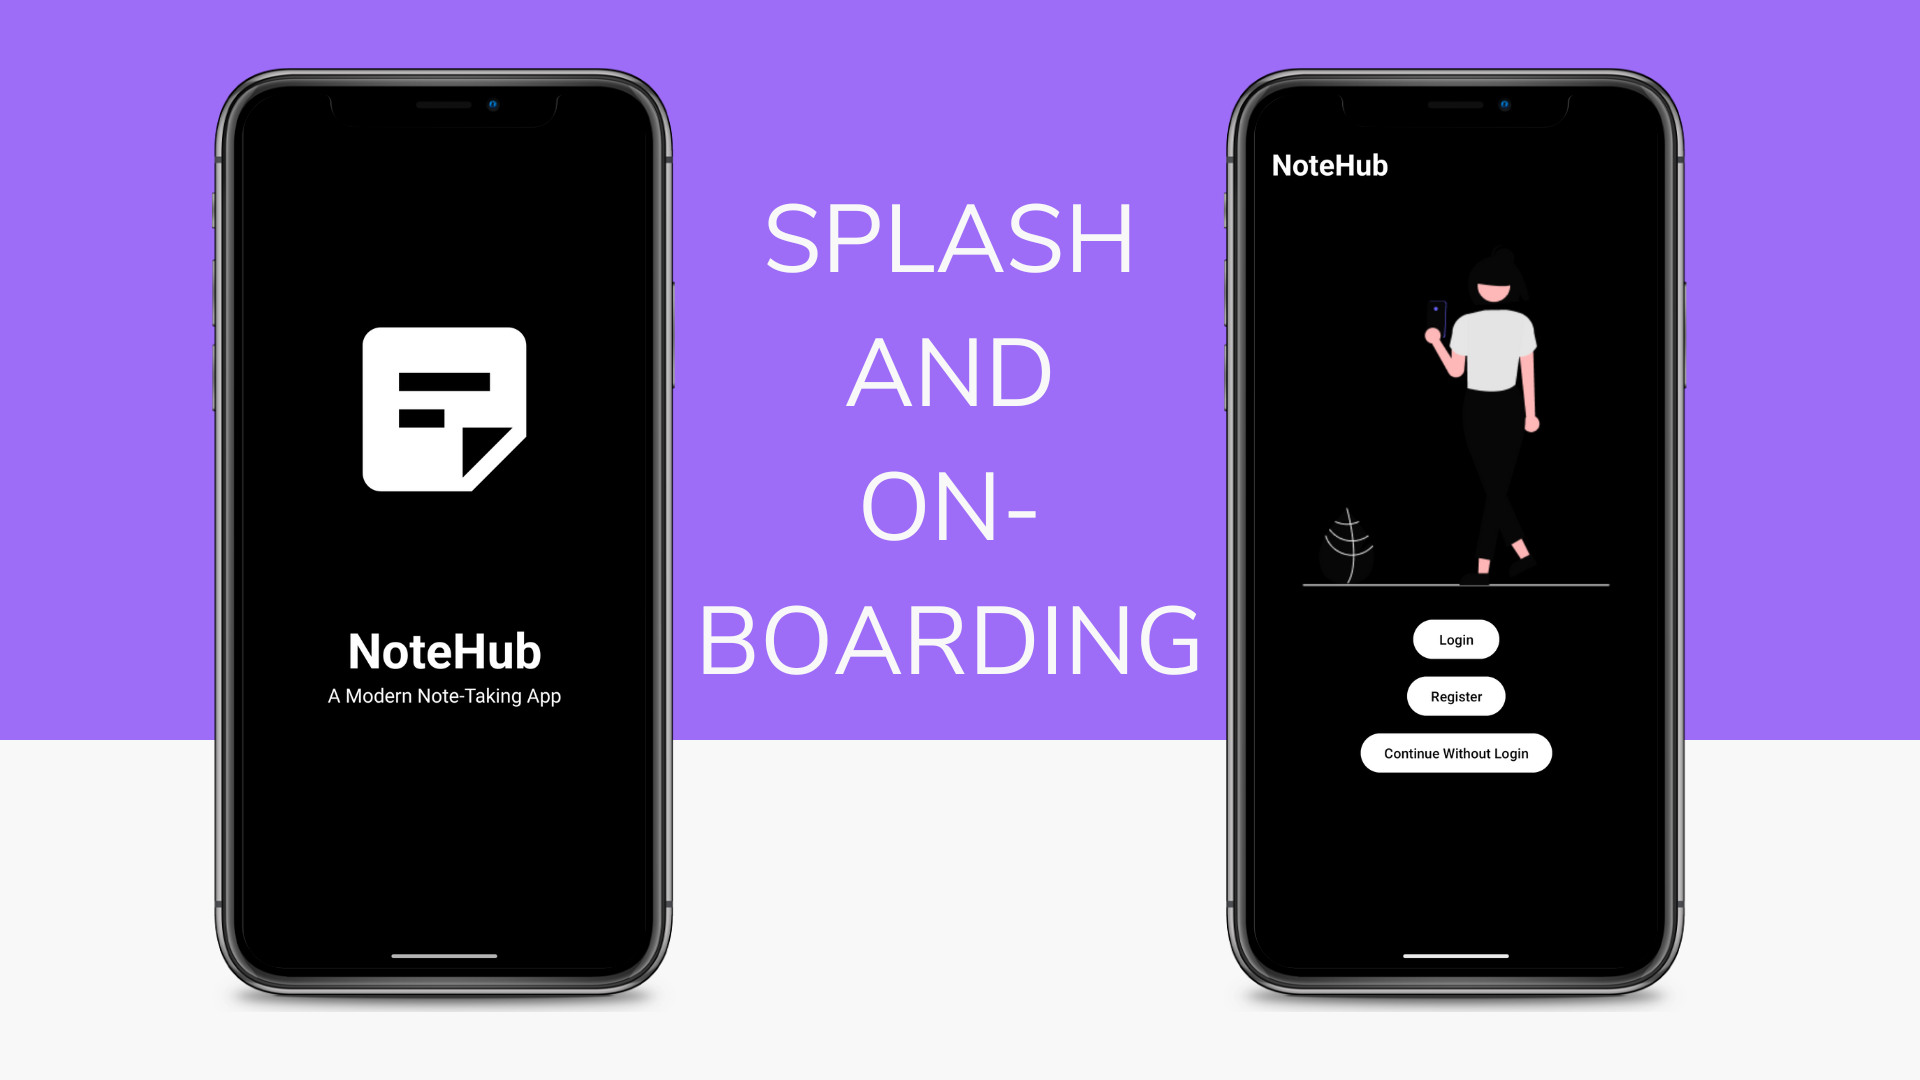 NoteHub
A Modern Note-Taking App
SPLASH
AND
ON-
BOARDING
NoteHub
Login
Register
Continue Without Login